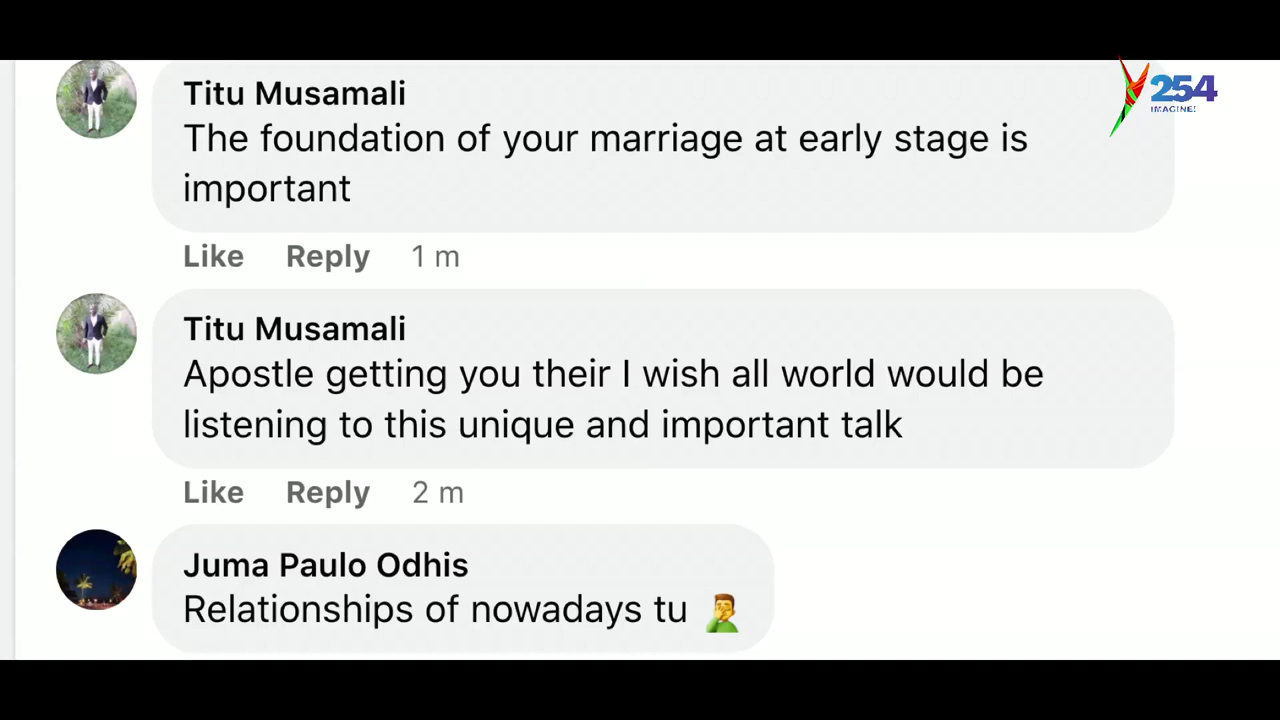 Titu Musamali
The foundation of your marriage at early stage is
important
Like Reply 1 m
Titu Musamali
Apostle getting you their I wish all world would be
listening to this unique and important talk
Like Reply 2 m
Juma Paulo Odhis
Relationships of nowadays tu 🤦‍♂️
Y254
IMAGINE!